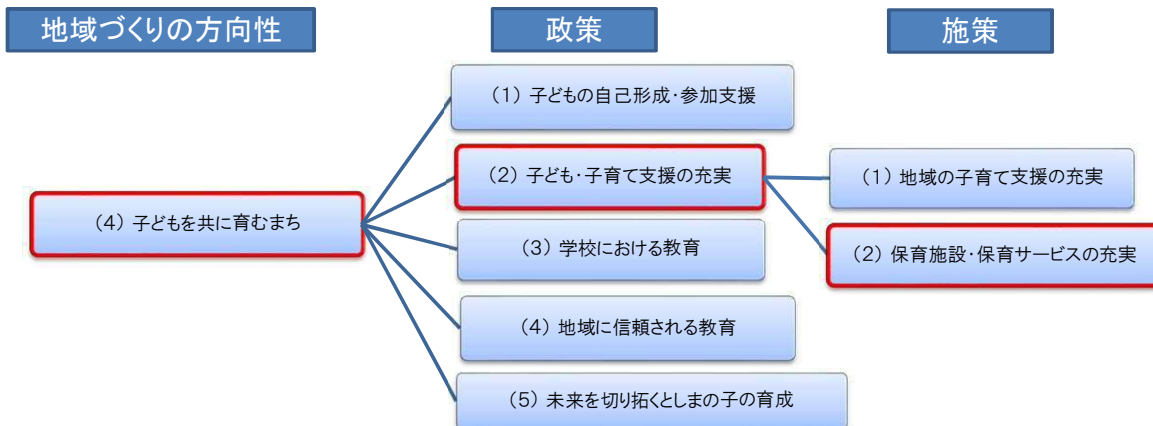 地域づくりの方向性
政策
施策
（1）子どもの自己形成・参加支援
（2）子ども・子育て支援の充実
（1）地域の子育て支援の充実
（4）子どもを共に育むまち
（3）学校における教育
（2）保育施設・保育サービスの充実
（4）地域に信頼される教育
（5）未来を切り拓くとしまの子の育成